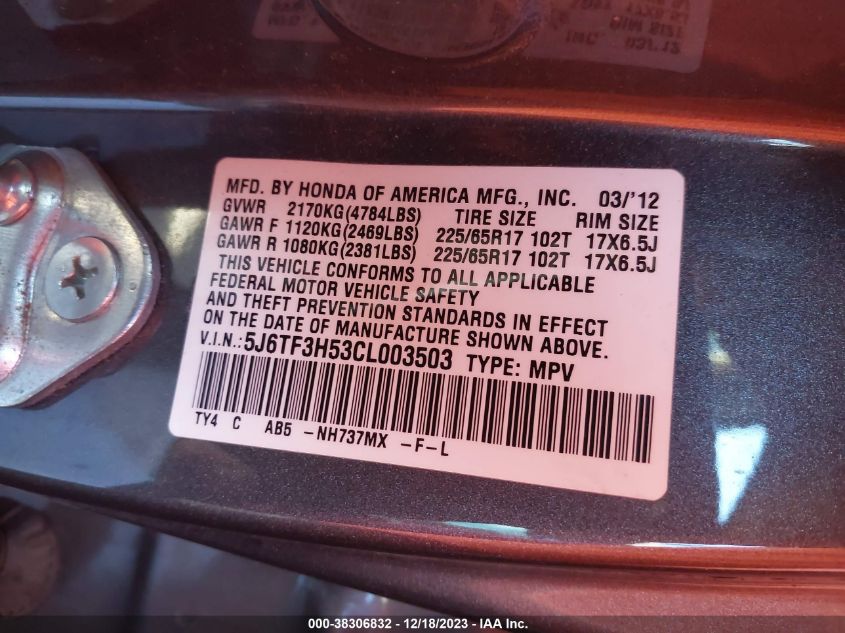 MFD. BY HONDA OF AMERICA MFG., INC. 03/'12
GVWR 2170KG(4784LBS) TIRE SIZE RIM SIZE
GAWR F 1120KG(2469LBS) 225/65R17 102T 17X6.5J
GAWR R 1080KG(2381LBS) 225/65R17 102T 17X6.5J
THIS VEHICLE CONFORMS TO ALL APPLICABLE
FEDERAL MOTOR VEHICLE SAFETY
AND THEFT PREVENTION STANDARDS IN EFFECT
ON THE DATE OF MANUFACTURE SHOWN ABOVE.
V.I.N.:5J6TF3H53CL003503 TYPE: MPV
TY4 C AB5 -NH737MX -F-L
000-38306832 - 12/18/2023 - IAAI.com